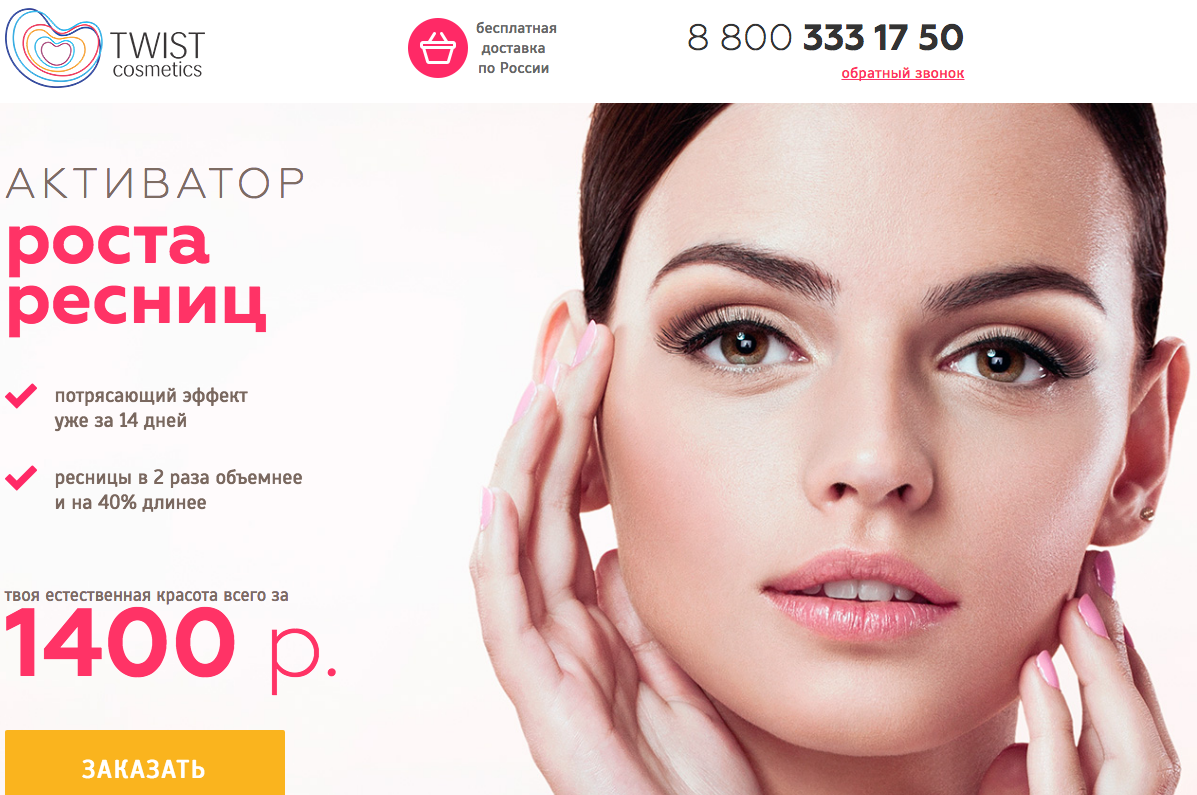 TWIST
cosmetics
бесплатная
доставка
по России
8 800 333 17 50
обратный звонок
АКТИВАТОР
роста
ресниц
потрясающий эффект
уже за 14 дней
ресницы в 2 раза объемнее
и на 40% длинее
твоя естественная красота всего за
1400 р.
ЗАКАЗАТЬ